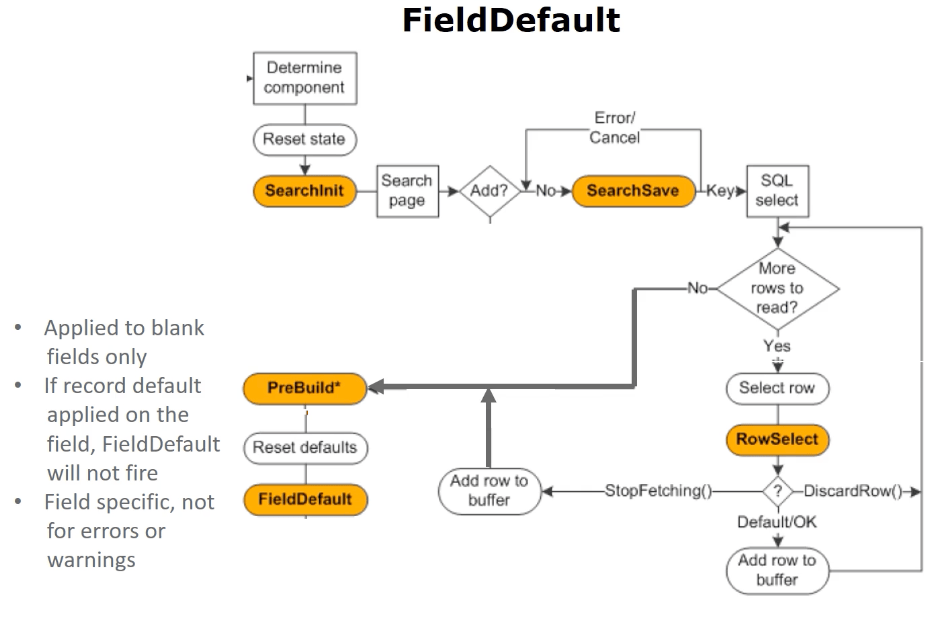 FieldDefault
Determine
component
Reset state
SearchInit
Search
page
Add?
No
Error/
Cancel
SearchSave
Key
SQL
select
More
rows to
read?
No
Yes
Select row
RowSelect
?
StopFetching()
DiscardRow()
Default/OK
Add row to
buffer
Add row to
buffer
PreBuild*
Reset defaults
FieldDefault
• Applied to blank
fields only
• If record default
applied on the
field, FieldDefault
will not fire
• Field specific, not
for errors or
warnings